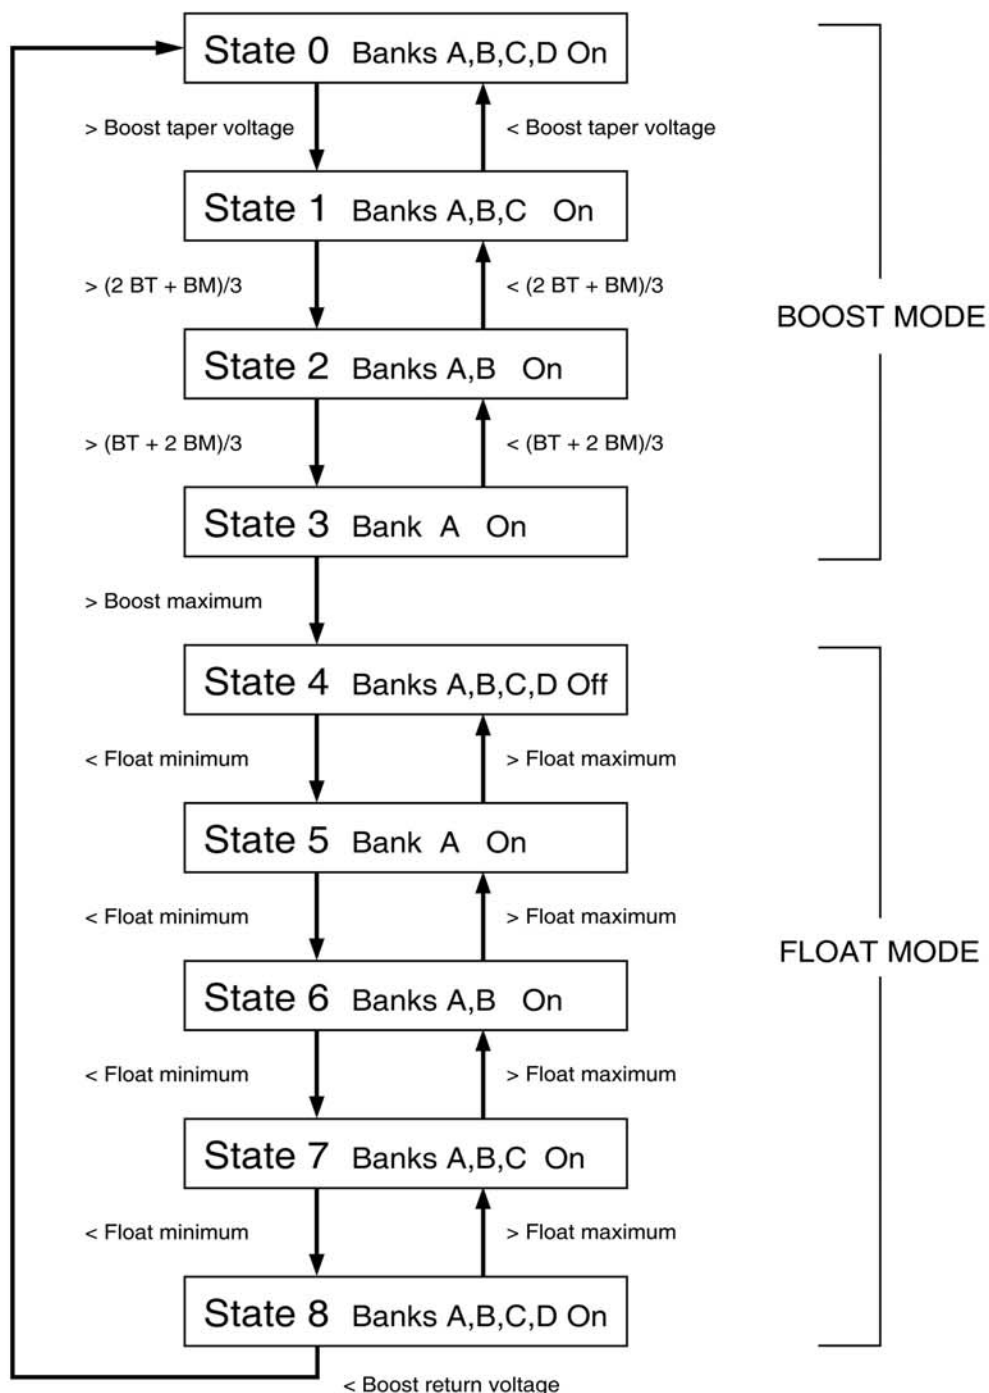 State 0 Banks A,B,C,D On
> Boost taper voltage
< Boost taper voltage
State 1 Banks A,B,C On
> (2 BT + BM)/3
< (2 BT + BM)/3
BOOST MODE
State 2 Banks A,B On
> (BT + 2 BM)/3
< (BT + 2 BM)/3
State 3 Bank A On
> Boost maximum
State 4 Banks A,B,C,D Off
< Float minimum
> Float maximum
State 5 Bank A On
< Float minimum
> Float maximum
FLOAT MODE
State 6 Banks A,B On
< Float minimum
> Float maximum
State 7 Banks A,B,C On
< Float minimum
> Float maximum
State 8 Banks A,B,C,D On
< Boost return voltage